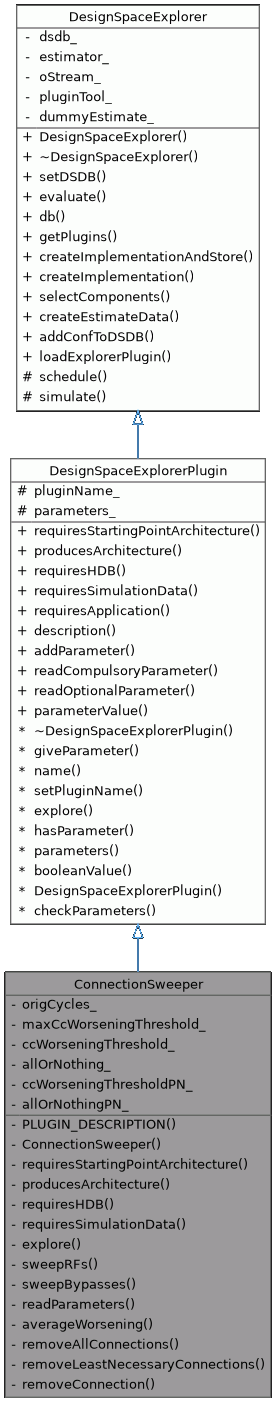 DesignSpaceExplorer
- dsdb_
- estimator_
- oStream_
- pluginTool_
- dummyEstimate_
+ DesignSpaceExplorer()
+ ~DesignSpaceExplorer()
+ setDSDB()
+ evaluate()
+ db()
+ getPlugins()
+ createImplementationAndStore()
+ createImplementation()
+ selectComponents()
+ createEstimateData()
+ addConfToDSDB()
+ loadExplorerPlugin()
# schedule()
# simulate()
DesignSpaceExplorerPlugin
# pluginName_
# parameters_
+ requiresStartingPointArchitecture()
+ producesArchitecture()
+ requiresHDB()
+ requiresSimulationData()
+ requiresApplication()
+ description()
+ addParameter()
+ readCompulsoryParameter()
+ readOptionalParameter()
+ parameterValue()
* ~DesignSpaceExplorerPlugin()
* giveParameter()
* name()
* setPluginName()
* explore()
* hasParameter()
* parameters()
* booleanValue()
* DesignSpaceExplorerPlugin()
* checkParameters()
ConnectionSweeper
- origCycles_
- maxCcWorseningThreshold_
- ccWorseningThreshold_
- allOrNothing_
- ccWorseningThresholdPN_
- allOrNothingPN_
- PLUGIN_DESCRIPTION()
- ConnectionSweeper()
- requiresStartingPointArchitecture()
- producesArchitecture()
- requiresHDB()
- requiresSimulationData()
- explore()
- sweepRFs()
- sweepBypasses()
- readParameters()
- averageWorsening()
- removeAllConnections()
- removeLeastNecessaryConnections()
- removeConnection()